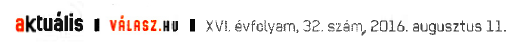 aktuális ▮ VÁLASZ.HU ▮ XVI. évfolyam, 32. szám, 2016. augusztus 11.